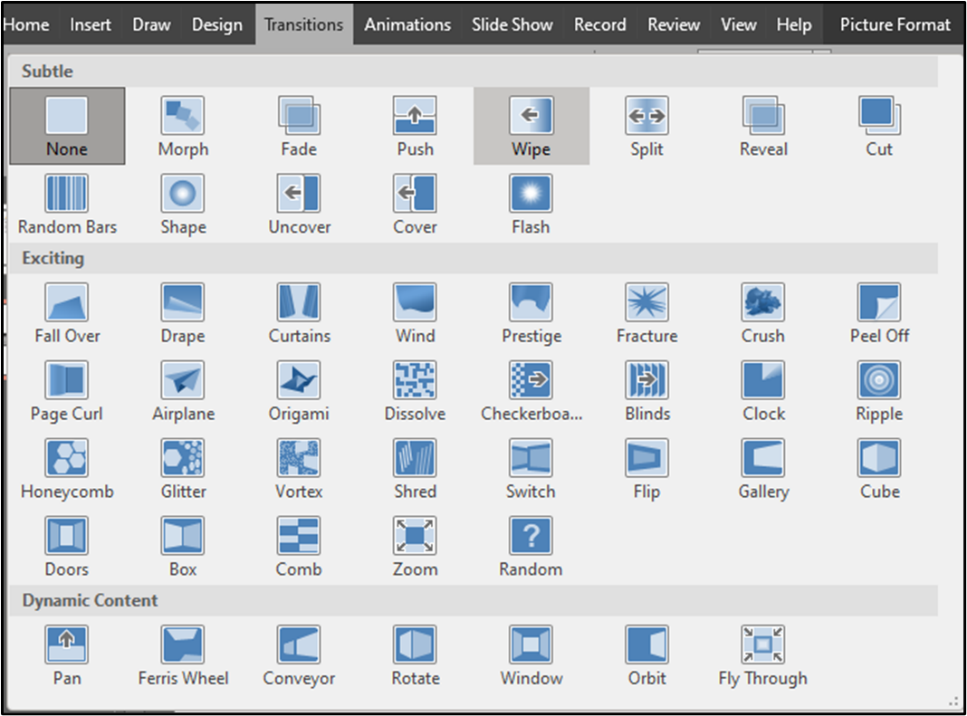 Home Insert Draw Design Transitions Animations Slide Show Record Review View Help Picture Format
Subtle
None Morph Fade Push Wipe Split Reveal Cut
Random Bars Shape Uncover Cover Flash
Exciting
Fall Over Drape Curtains Wind Prestige Fracture Crush Peel Off
Page Curl Airplane Origami Dissolve Checkerboa... Blinds Clock Ripple
Honeycomb Glitter Vortex Shred Switch Flip Gallery Cube
Doors Box Comb Zoom Random
Dynamic Content
Pan Ferris Wheel Conveyor Rotate Window Orbit Fly Through